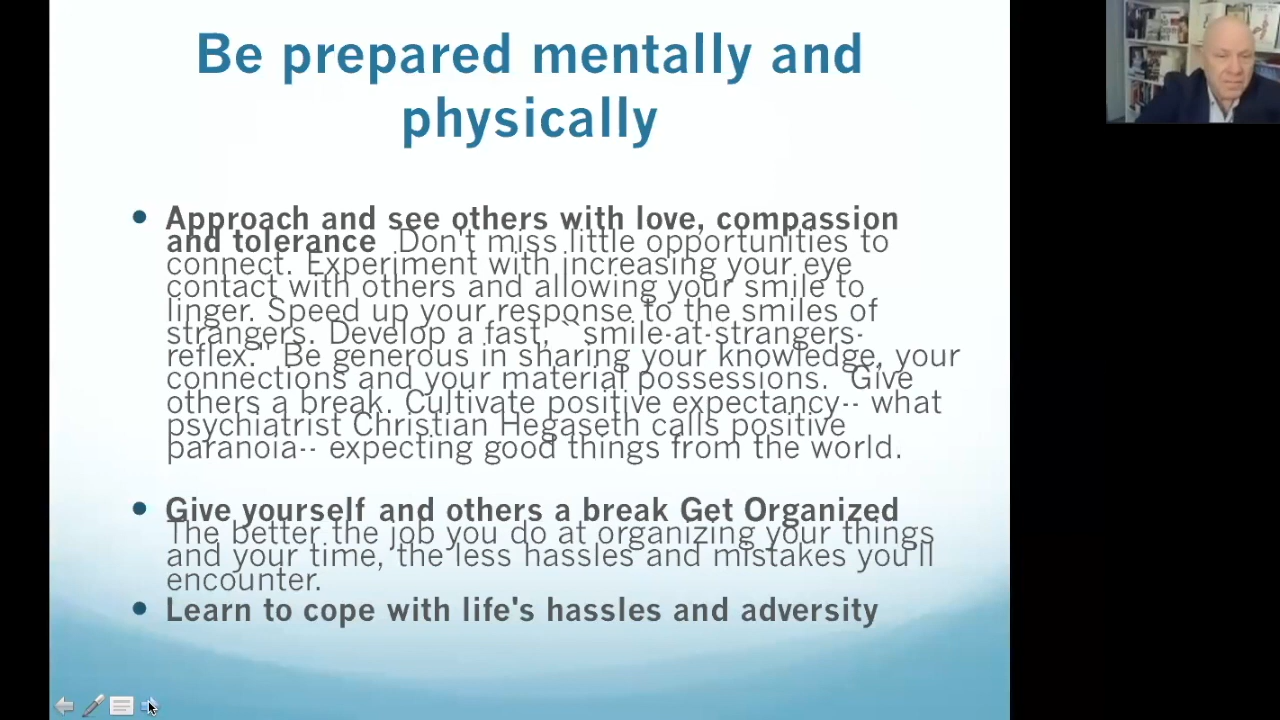 Be prepared mentally and
physically
• Approach and see others with love, compassion
and tolerance Don't miss little opportunities to
connect. Experiment with increasing your eye
contact with others and allowing your smile to
linger. Speed up your response to the smiles of
strangers. Develop a fast, ``smile-at-strangers-
reflex.'' Be generous in sharing your knowledge, your
connections and your material possessions. Give
others a break. Cultivate positive expectancy-- what
psychiatrist Christian Hegaseth calls positive
paranoia-- expecting good things from the world.
• Give yourself and others a break Get Organized
The better the job you do at organizing your things
and your time, the less hassles and mistakes you'll
encounter.
• Learn to cope with life's hassles and adversity